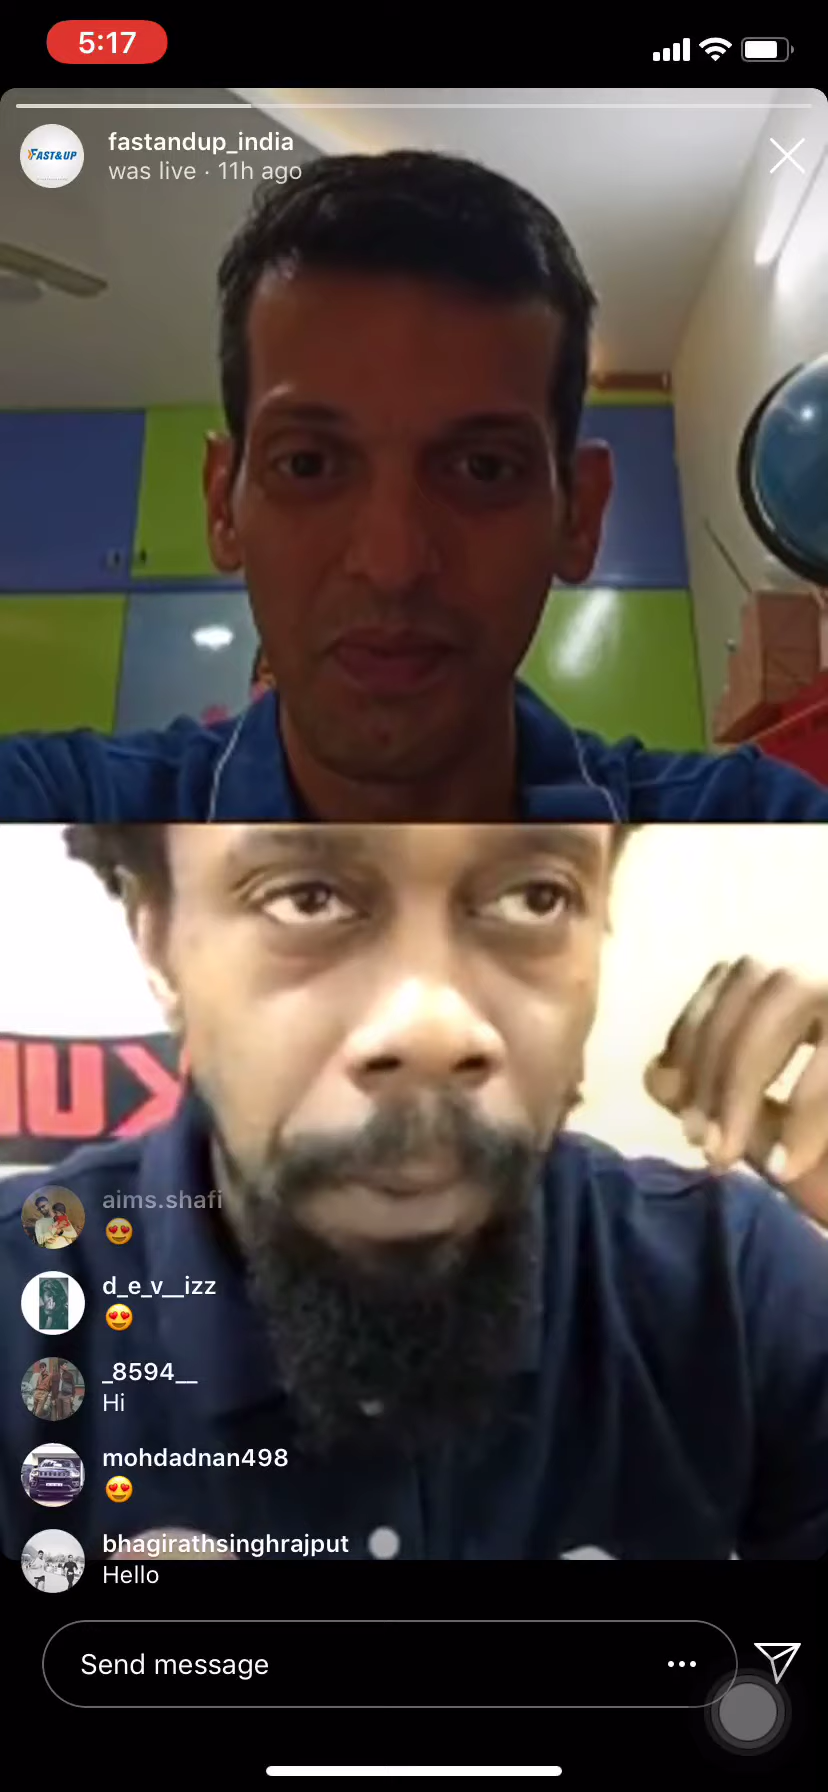 5:17
FAST&UP
fastandup_india
was live · 11h ago
aims.shafi
😍
d_e_v__izz
😍
_8594__
Hi
mohdadnan498
😍
bhagirathsinghrajput
Hello
Send message